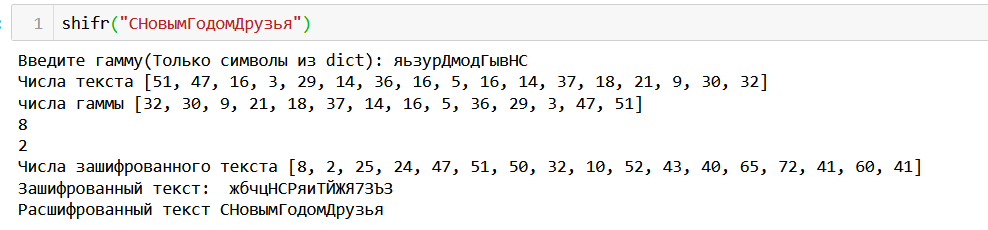 1 shifr("СНовымГодомДрузья")
Введите гамму(Только символы из dict): яьзурДмодГывНС
Числа текста [51, 47, 16, 3, 29, 14, 36, 16, 5, 16, 14, 37, 18, 21, 9, 30, 32]
числа гаммы [32, 30, 9, 21, 18, 37, 14, 16, 5, 36, 29, 3, 47, 51]
8
2
Числа зашифрованного текста [8, 2, 25, 24, 47, 51, 50, 32, 10, 52, 43, 40, 65, 72, 41, 60, 41]
Зашифрованный текст:  жбчцНСРяиТЙЖЯ7ЗЪЗ
Расшифрованный текст СНовымГодомДрузья